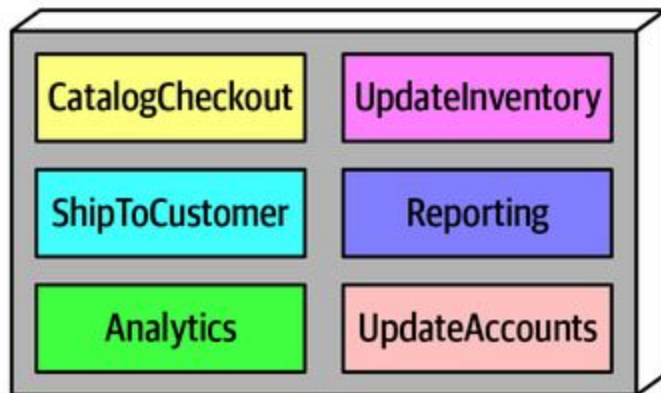 CatalogCheckout
UpdateInventory
ShipToCustomer
Reporting
Analytics
UpdateAccounts